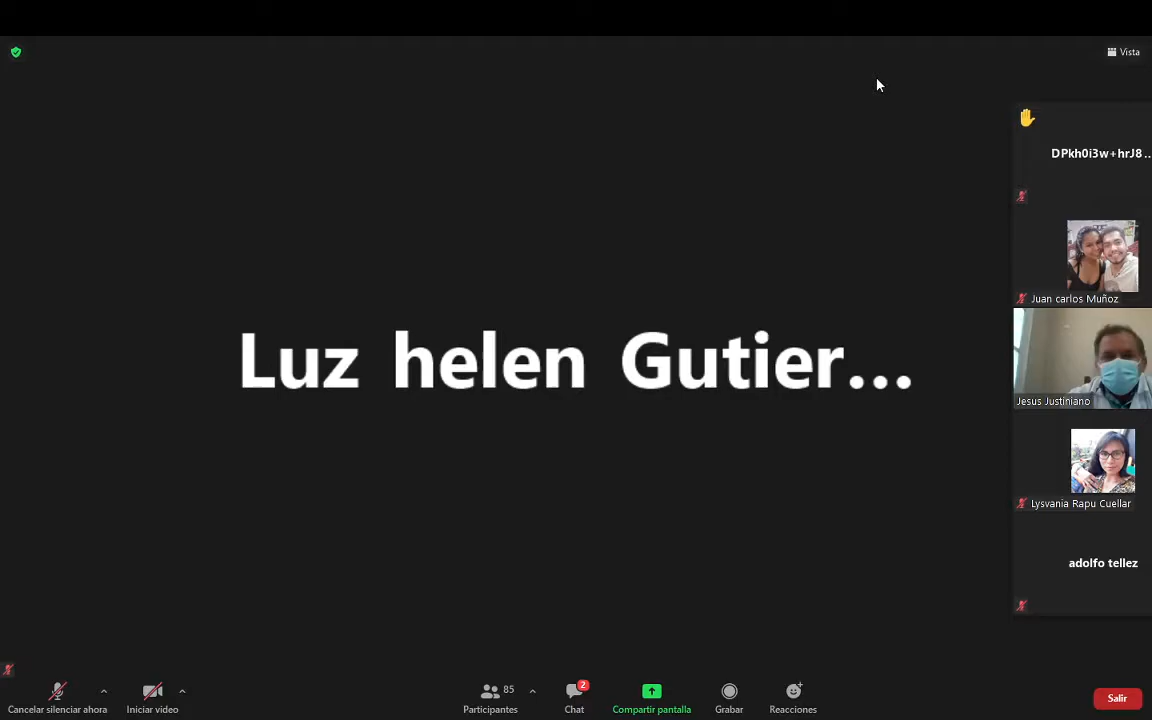 Vista
DPkh0i3w+hrJ8...
Juan carlos Muñoz
Luz helen Gutier...
Jesus Justiniano
Lysvania Rapu Cuellar
adolfo tellez
Cancelar silenciar ahora
Iniciar video
85
Participantes
2
Chat
Compartir pantalla
Grabar
Reacciones
Salir